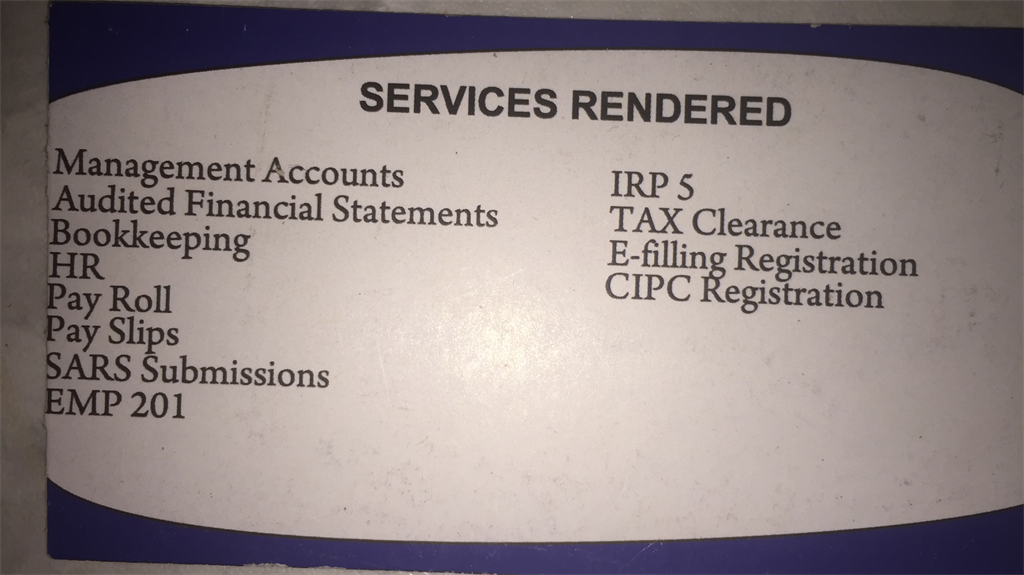 SERVICES RENDERED
Management Accounts
Audited Financial Statements
Bookkeeping
HR
Pay Roll
Pay Slips
SARS Submissions
EMP 201
IRP 5
TAX Clearance
E-filling Registration
CIPC Registration